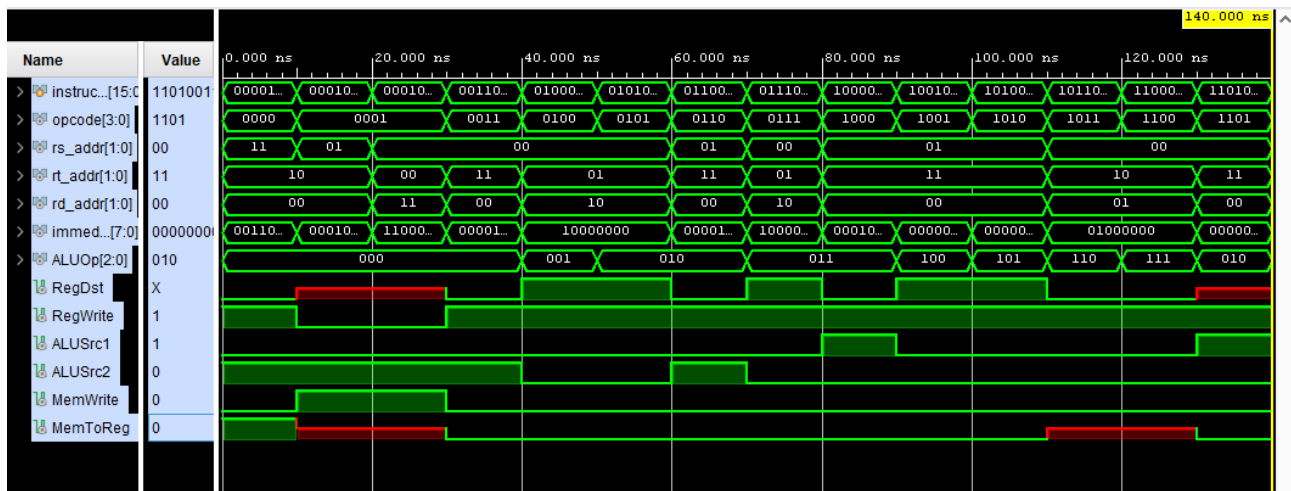 140.000 ns
Name Value 0.000 ns 20.000 ns 40.000 ns 60.000 ns 80.000 ns 100.000 ns 120.000 ns
instruc...[15:0 1101001 00001... 00010... 00010... 00110... 01000... 01010... 01100... 01110... 10000... 10010... 10100... 10110... 11000... 11010...
opcode[3:0] 1101 0000 0001 0011 0100 0101 0110 0111 1000 1001 1010 1011 1100 1101
rs_addr[1:0] 00 11 01 00 01 00 01 00
rt_addr[1:0] 11 10 00 11 01 11 01 11 10 11
rd_addr[1:0] 00 00 11 00 10 00 10 00 01 00
immed...[7:0] 00000000 00110... 00010... 11000... 00001... 10000000 00001... 10000... 00010... 00000... 00000... 01000000 00000...
ALUOp[2:0] 010 000 001 010 011 100 101 110 111 010
RegDst X
RegWrite 1
ALUSrc1 1
ALUSrc2 0
MemWrite 0
MemToReg 0